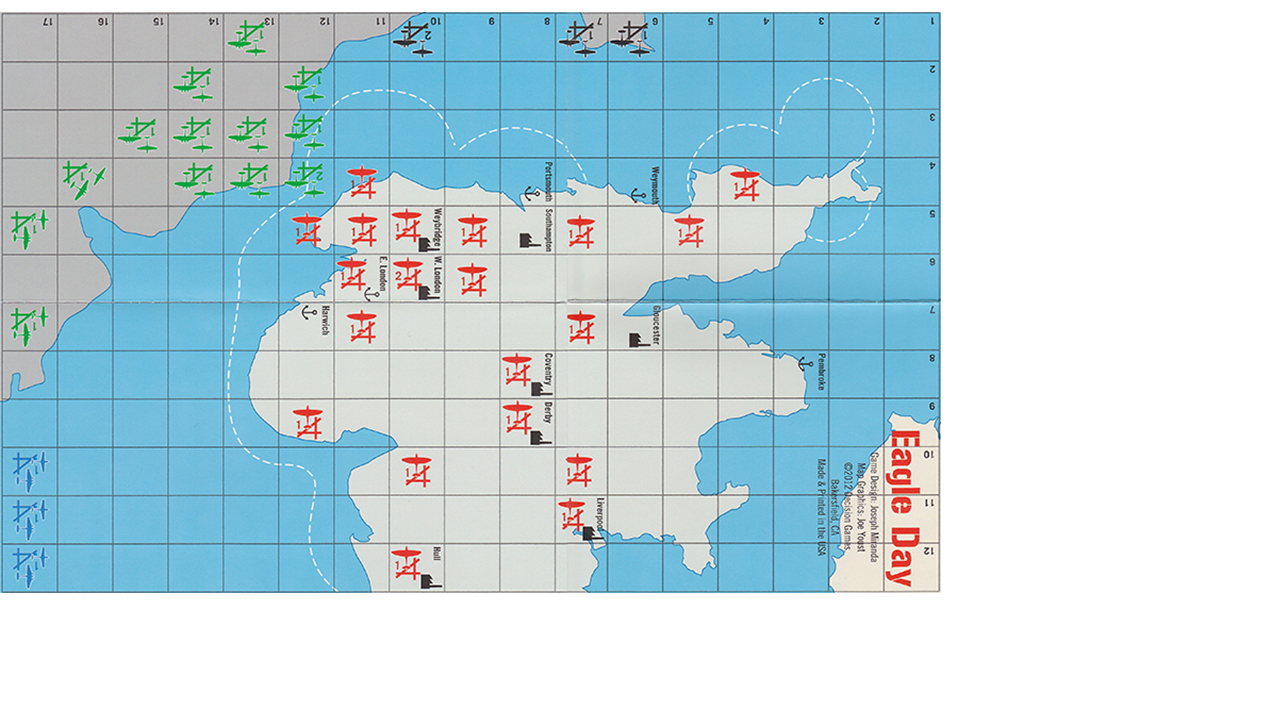 17 16 15 14 13 12 11 10 9 8 7 6 5 4 3 2 1
2
3
4
5
6
7
8
9
10
11
12
Eagle Day
Game Design: Joseph Miranda
Map Graphics: Joe Youst
©2012 Decision Games
Bakersfield, CA
Made & Printed in the USA
Portsmouth
Weymouth
Southampton
Weybridge
W. London
E. London
Harwich
Gloucester
Pembroke
Coventry
Derby
Liverpool
Hull